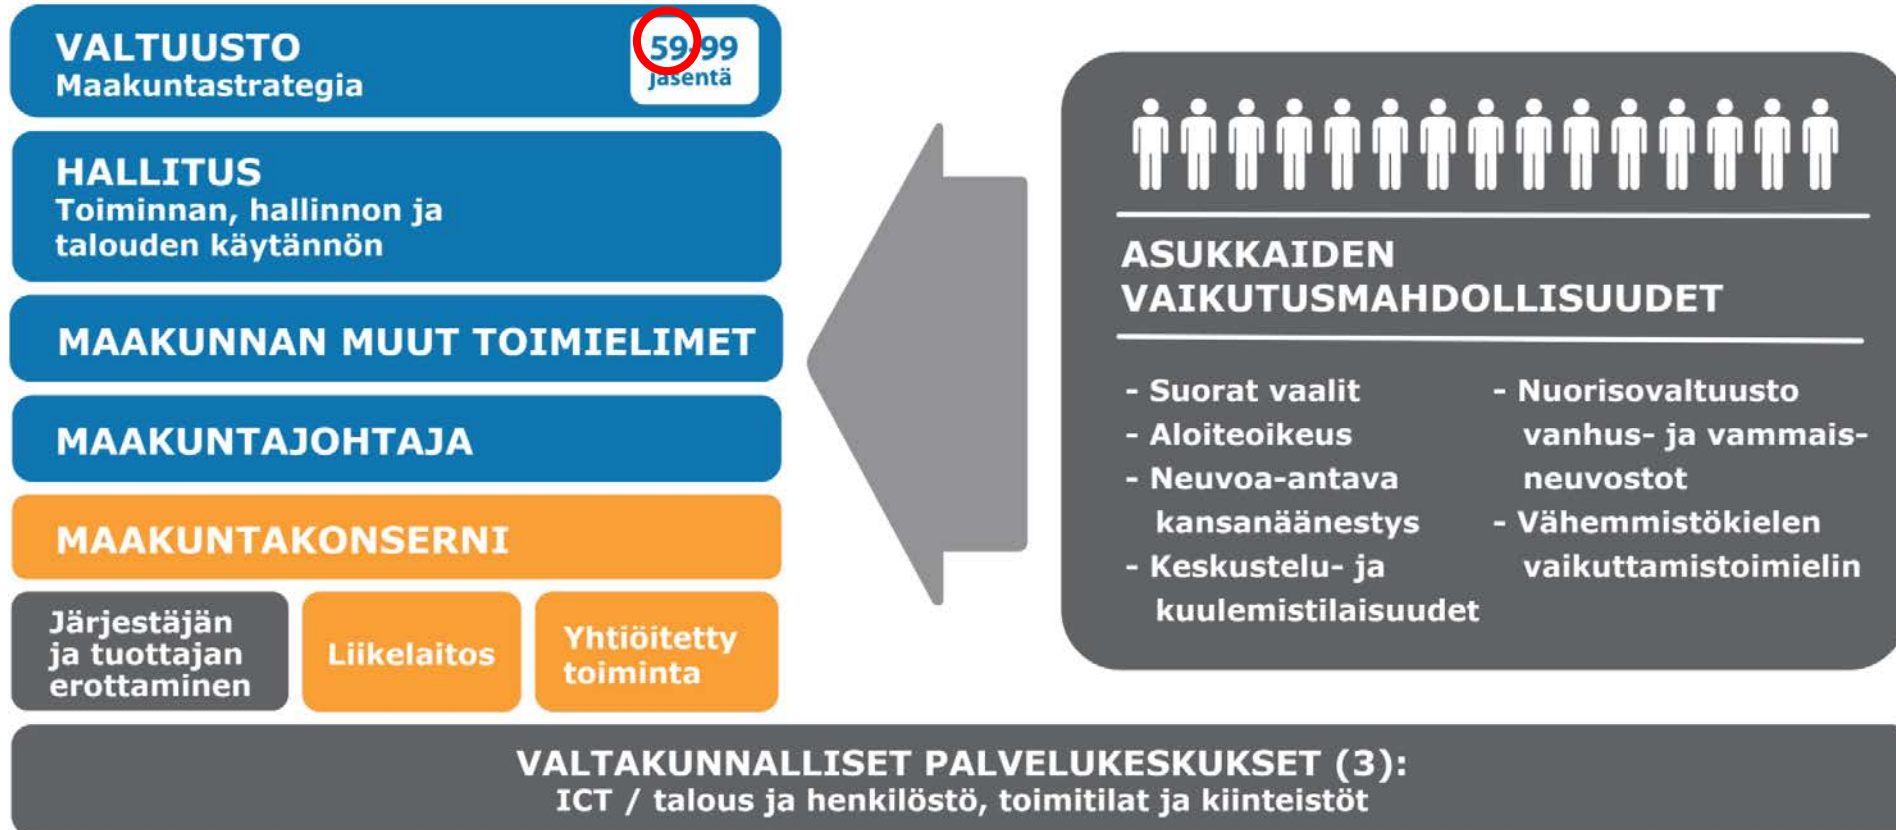 VALTUUSTO
Maakuntastrategia
59-99
jäsentä
HALLITUS
Toiminnan, hallinnon ja
talouden käytännön
MAAKUNNAN MUUT TOIMIELIMET
MAAKUNTAJOHTAJA
MAAKUNTAKONSERNI
Järjestäjän
ja tuottajan
erottaminen
Liikelaitos
Yhtiöitetty
toiminta
ASUKKAIDEN
VAIKUTUSMAHDOLLISUUDET
- Suorat vaalit
- Aloiteoikeus
- Neuvoa-antava
kansanäänestys
- Keskustelu- ja
kuulemistilaisuudet
- Nuorisovaltuusto
vanhus- ja vammais-
neuvostot
- Vähemmistökielen
vaikuttamistoimielin
VALTAKUNNALLISET PALVELUKESKUKSET (3):
ICT / talous ja henkilöstö, toimitilat ja kiinteistöt